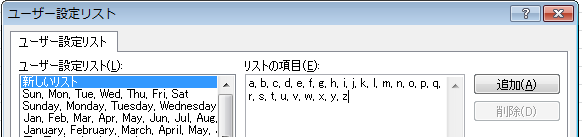 ユーザー設定リスト
ユーザー設定リスト
ユーザー設定リスト(L):
新しいリスト
Sun, Mon, Tue, Wed, Thu, Fri, Sat
Sunday, Monday, Tuesday, Wednesday
Jan, Feb, Mar, Apr, May, Jun, Jul, Aug,
January, February, March, April, May,
リストの項目(E):
a, b, c, d, e, f, g, h, i, j, k, l, m, n, o, p, q,
r, s, t, u, v, w, x, y, z
追加(A)
削除(D)